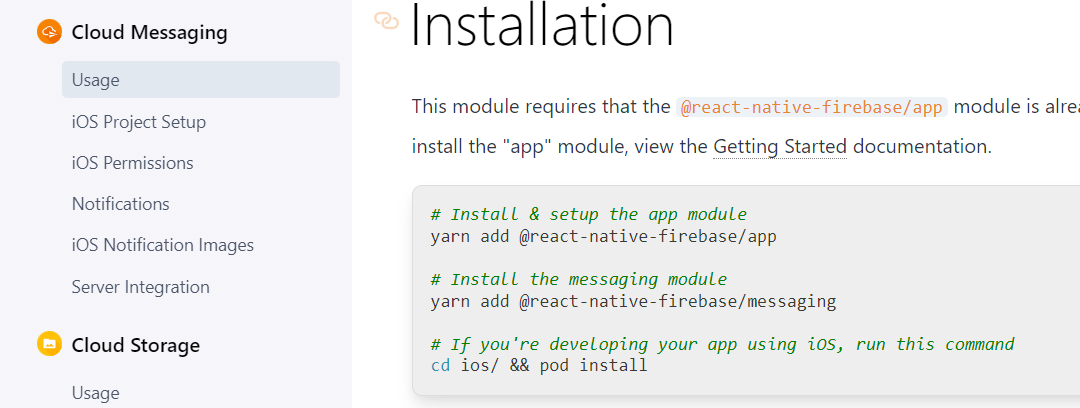 Cloud Messaging
Usage
iOS Project Setup
iOS Permissions
Notifications
iOS Notification Images
Server Integration
Cloud Storage
Usage
Installation
This module requires that the @react-native-firebase/app module is alrea
install the "app" module, view the Getting Started documentation.
# Install & setup the app module
yarn add @react-native-firebase/app
# Install the messaging module
yarn add @react-native-firebase/messaging
# If you're developing your app using iOS, run this command
cd ios/ && pod install